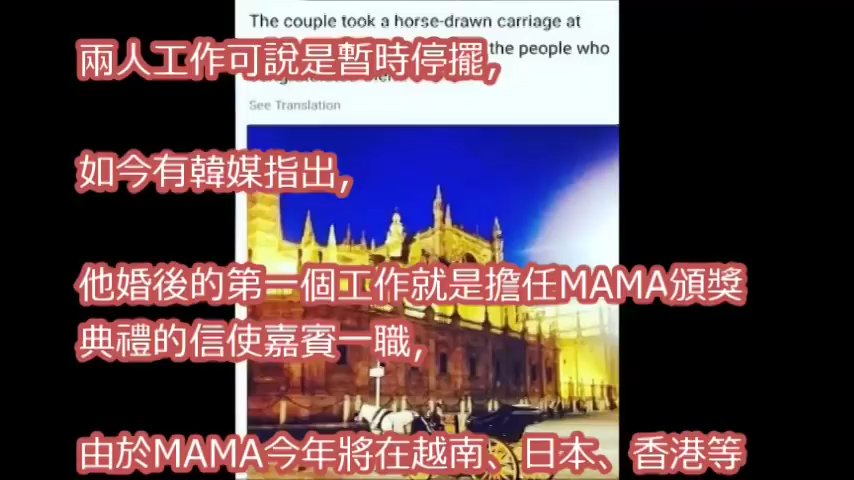 The couple took a horse-drawn carriage at
兩人工作可說是暫時停擺,
the people who
See Translation
如今有韓媒指出,
他婚後的第一個工作就是擔任MAMA頒獎
典禮的信使嘉賓一職,
由於MAMA今年將在越南、日本、香港等